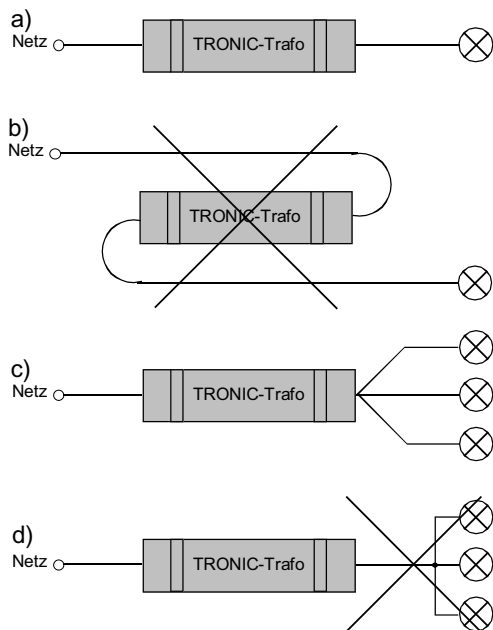 a)
Netz
TRONIC-Trafo
b)
Netz
TRONIC-Trafo
c)
Netz
TRONIC-Trafo
d)
Netz
TRONIC-Trafo